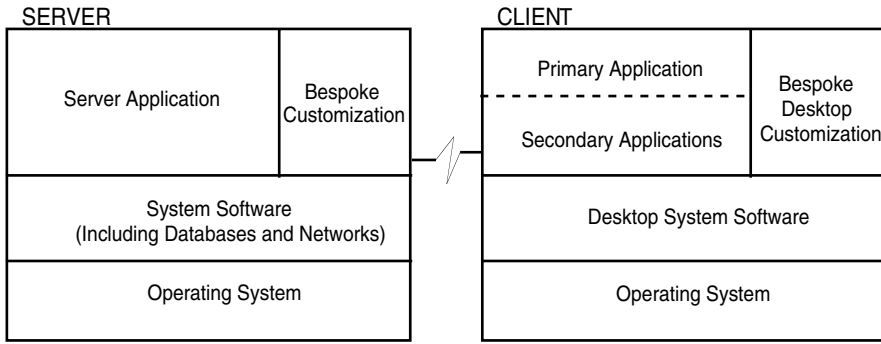 SERVER
Server Application
Bespoke
Customization
System Software
(Including Databases and Networks)
Operating System
CLIENT
Primary Application
Secondary Applications
Bespoke
Desktop
Customization
Desktop System Software
Operating System